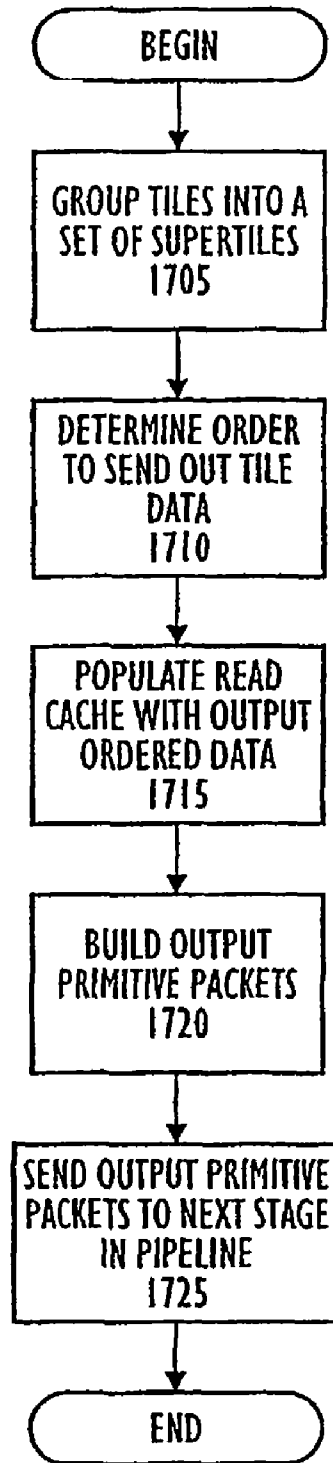 BEGIN
GROUP TILES INTO A
SET OF SUPERTILES
1705
DETERMINE ORDER
TO SEND OUT TILE
DATA
1710
POPULATE READ
CACHE WITH OUTPUT
ORDERED DATA
1715
BUILD OUTPUT
PRIMITIVE PACKETS
1720
SEND OUTPUT PRIMITIVE
PACKETS TO NEXT STAGE
IN PIPELINE
1725
END